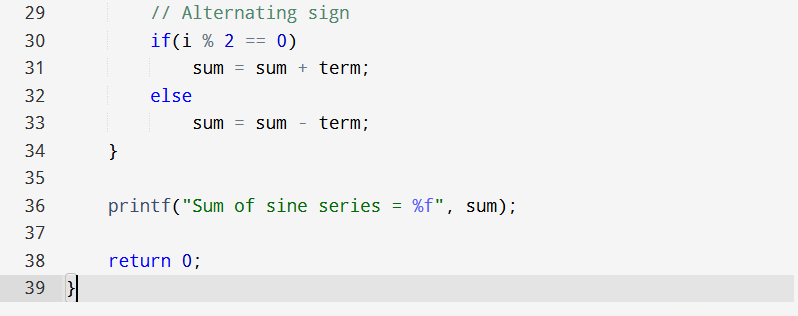 29 // Alternating sign
30 if(i % 2 == 0)
31 sum = sum + term;
32 else
33 sum = sum - term;
34 }
35
36 printf("Sum of sine series = %f", sum);
37
38 return 0;
39 }